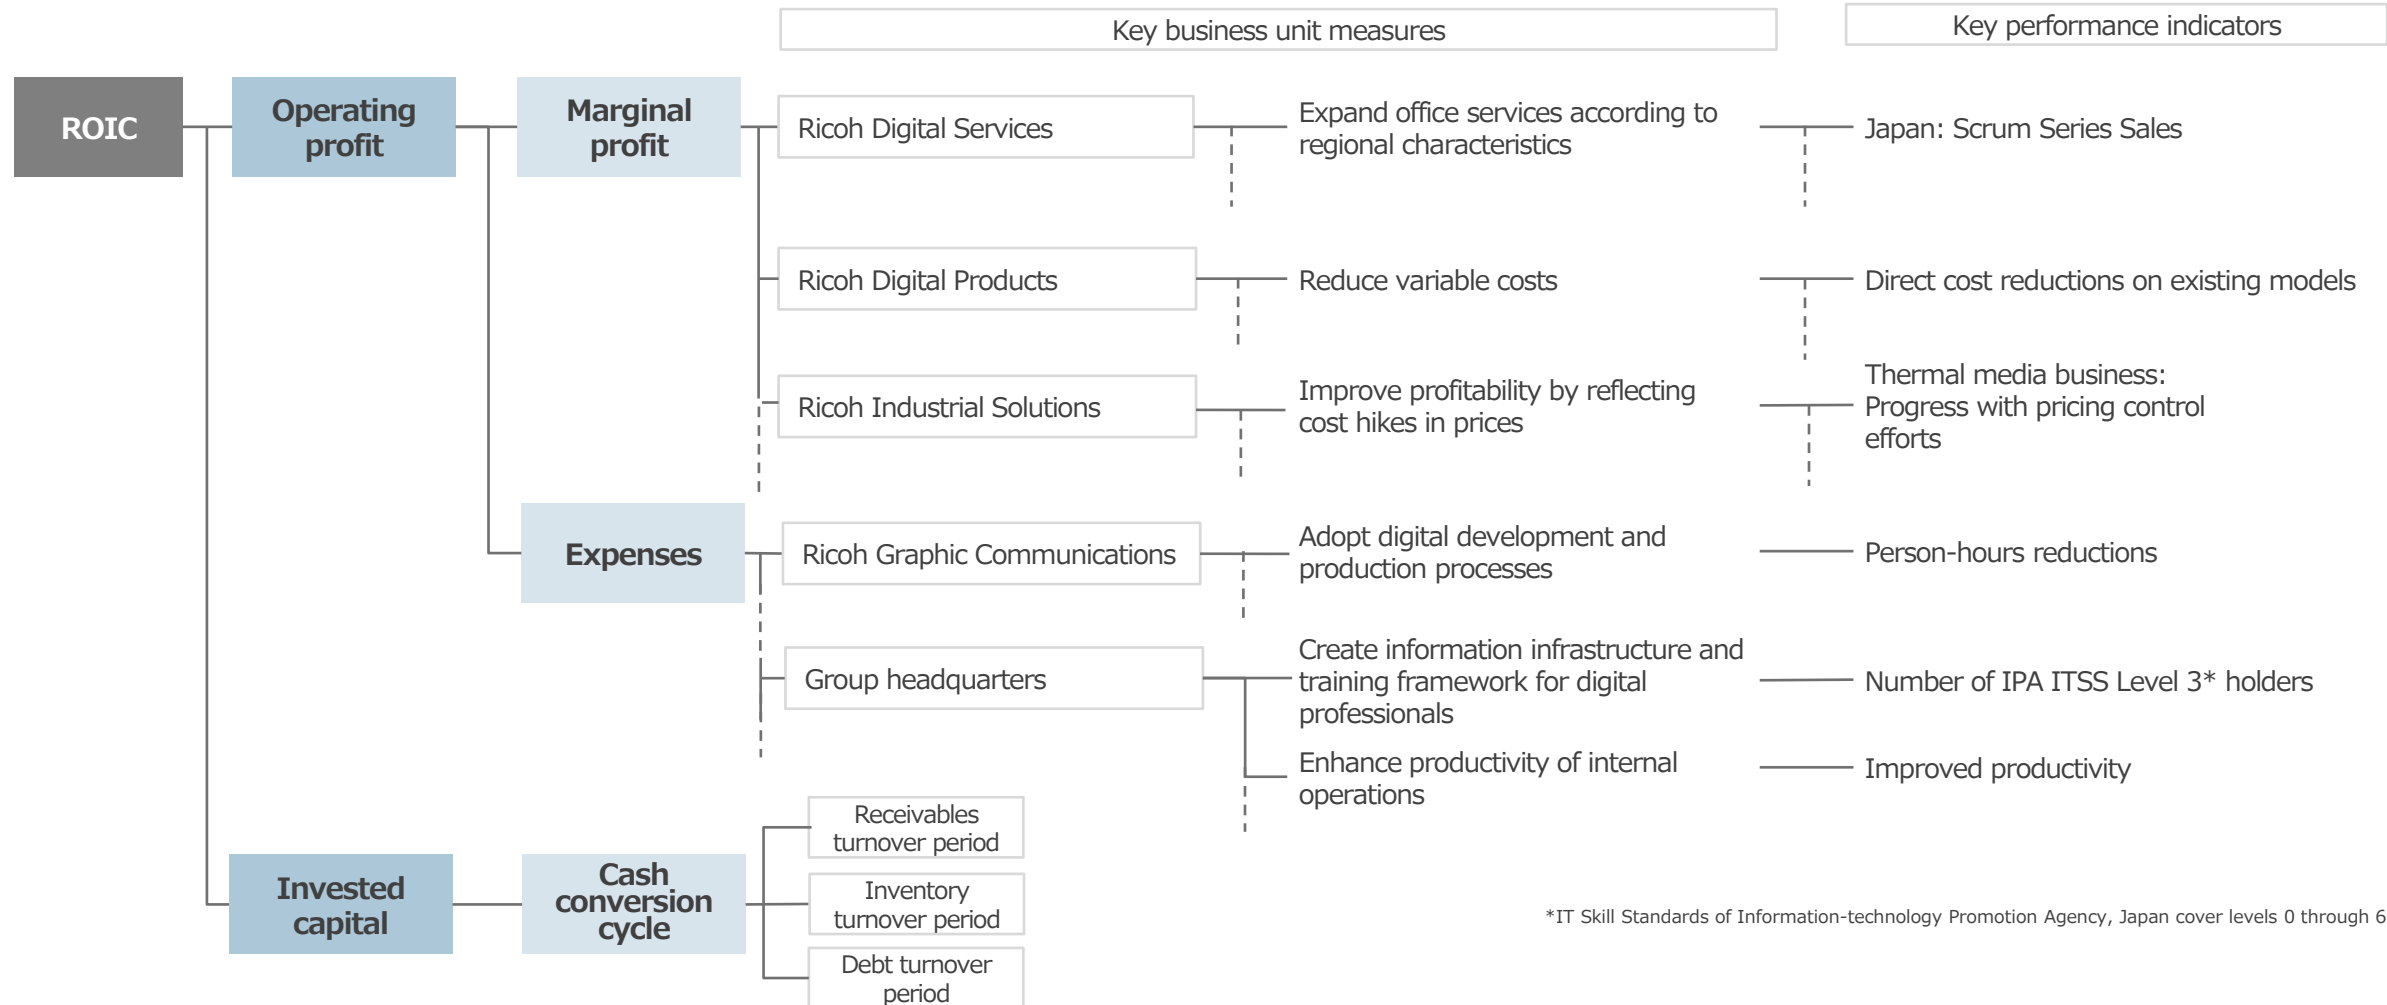 Key business unit measures
Key performance indicators
ROIC
Operating
profit
Marginal
profit
Ricoh Digital Services
Expand office services according to
regional characteristics
Japan: Scrum Series Sales
Ricoh Digital Products
Reduce variable costs
Direct cost reductions on existing models
Ricoh Industrial Solutions
Improve profitability by reflecting
cost hikes in prices
Thermal media business:
Progress with pricing control
efforts
Expenses
Ricoh Graphic Communications
Adopt digital development and
production processes
Person-hours reductions
Group headquarters
Create information infrastructure and
training framework for digital
professionals
Number of IPA ITSS Level 3* holders
Enhance productivity of internal
operations
Improved productivity
Invested
capital
Cash
conversion
cycle
Receivables
turnover period
Inventory
turnover period
Debt turnover
period
*IT Skill Standards of Information-technology Promotion Agency, Japan cover levels 0 through 6